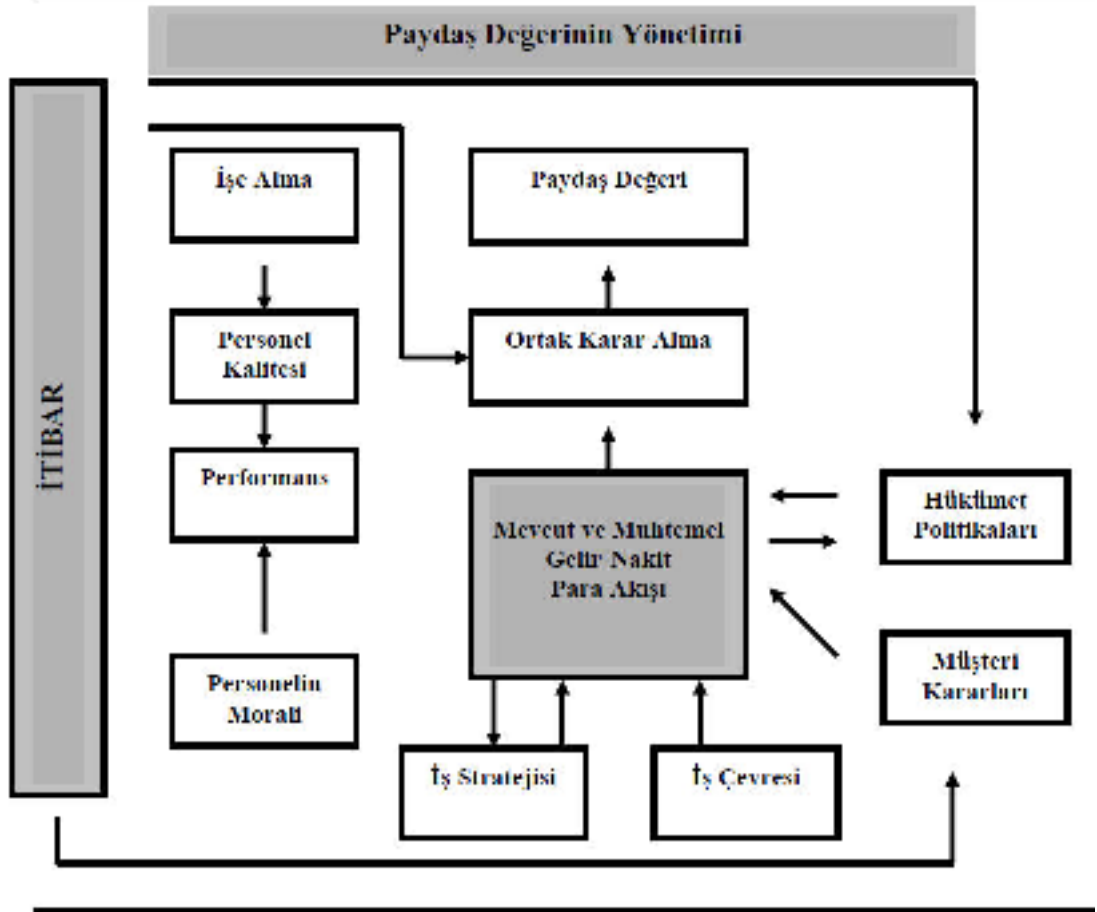 Paydaş Değerinin Yönetimi
İTİBAR
İşe Alma
Paydaş Değeri
Personel
Kalitesi
Ortak Karar Alma
Performans
Mevcut ve Muhtemel
Gelir Nakit
Para Akışı
Hükümet
Politikaları
Personelin
Morali
Müşteri
Kararları
İş Stratejisi
İş Çevresi